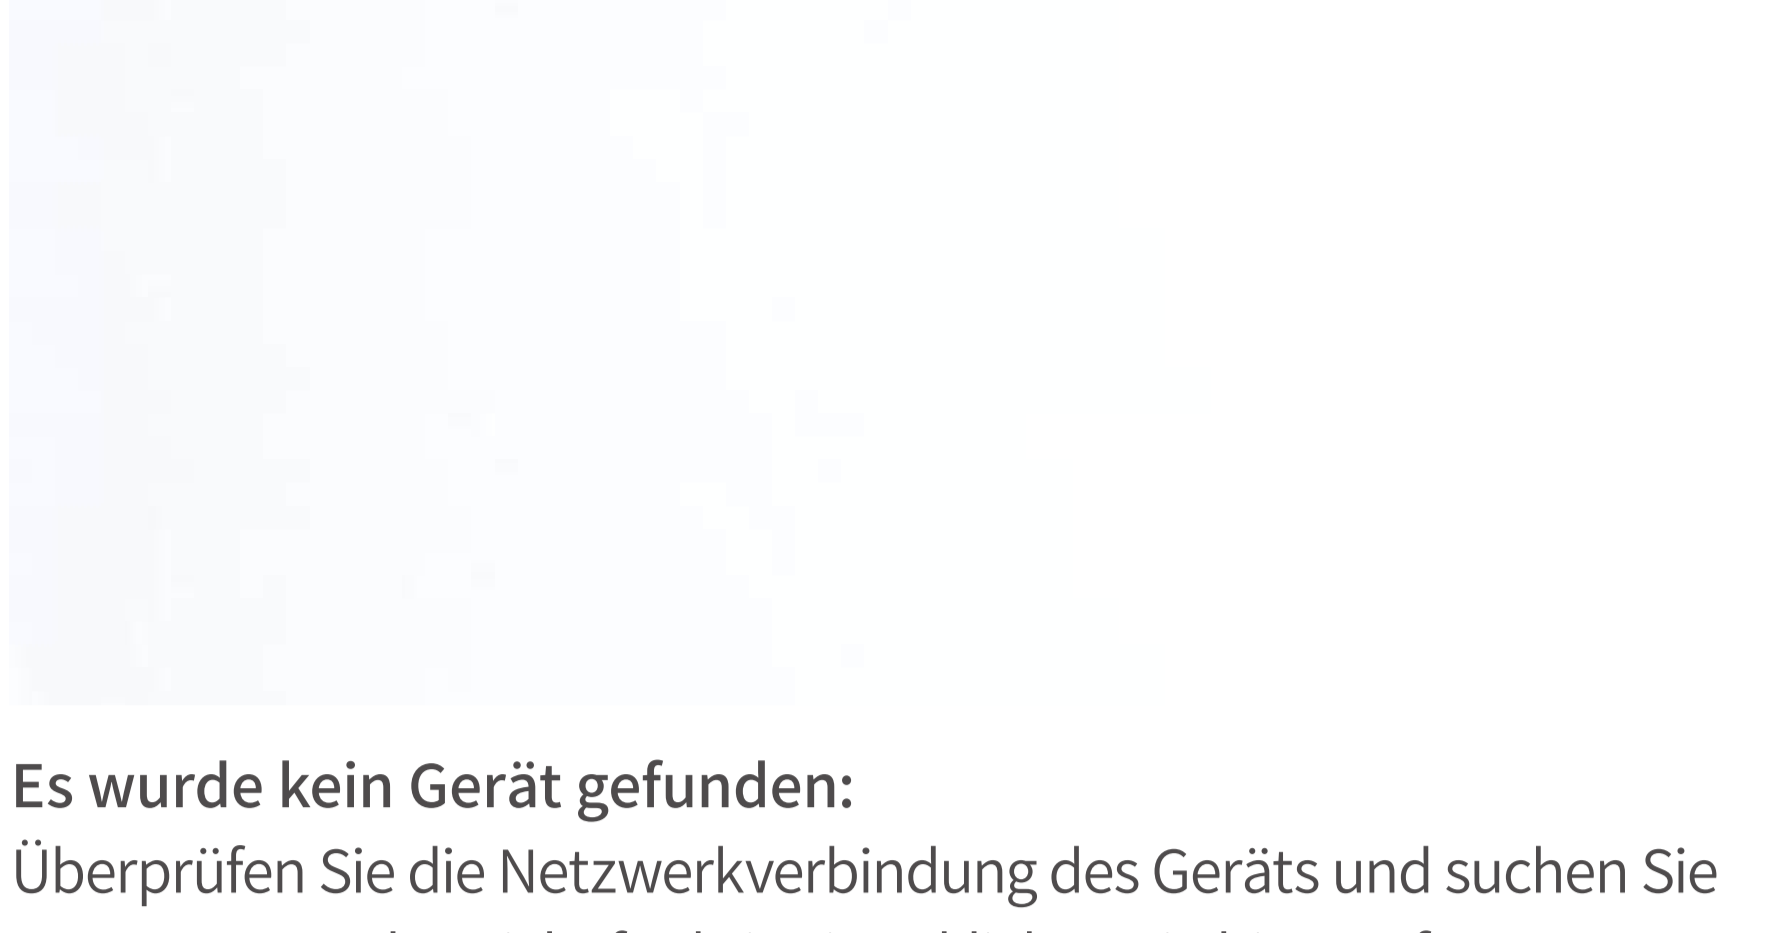 Es wurde kein Gerät gefunden:
Überprüfen Sie die Netzwerkverbindung des Geräts und suchen Sie